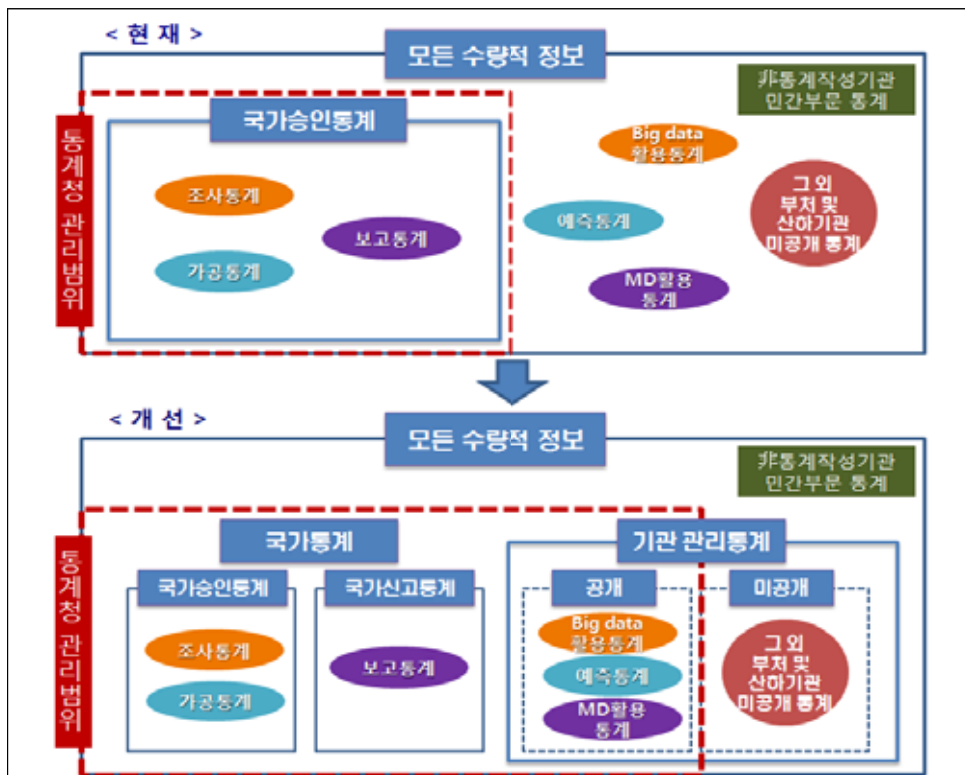 < 현 재 >
모든 수량적 정보
非통계작성기관
민간부문 통계
통계청 관리범위
국가승인통계
조사통계
보고통계
가공통계
Big data
활용통계
예측통계
MD활용
통계
그 외
부처 및
산하기관
미공개 통계
< 개 선 >
모든 수량적 정보
非통계작성기관
민간부문 통계
통계청 관리범위
국가통계
국가승인통계
조사통계
가공통계
국가신고통계
보고통계
기관 관리통계
공개
Big data
활용통계
예측통계
MD활용
통계
미공개
그 외
부처 및
산하기관
미공개 통계